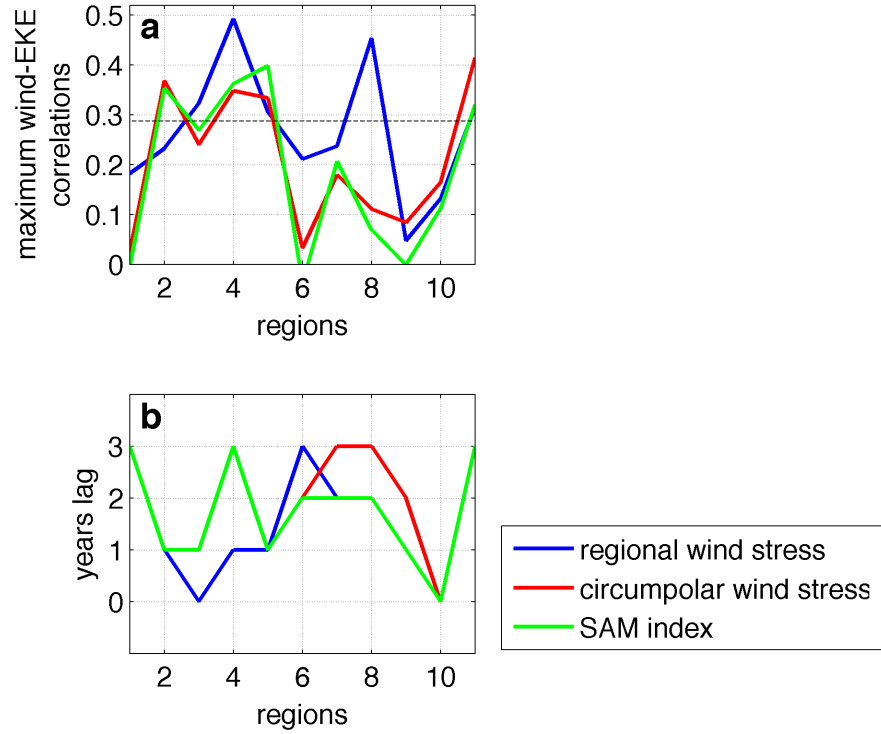 a
maximum wind-EKE
correlations
0.5
0.4
0.3
0.2
0.1
0
2 4 6 8 10
regions
b
years lag
3
2
1
0
2 4 6 8 10
regions
regional wind stress
circumpolar wind stress
SAM index